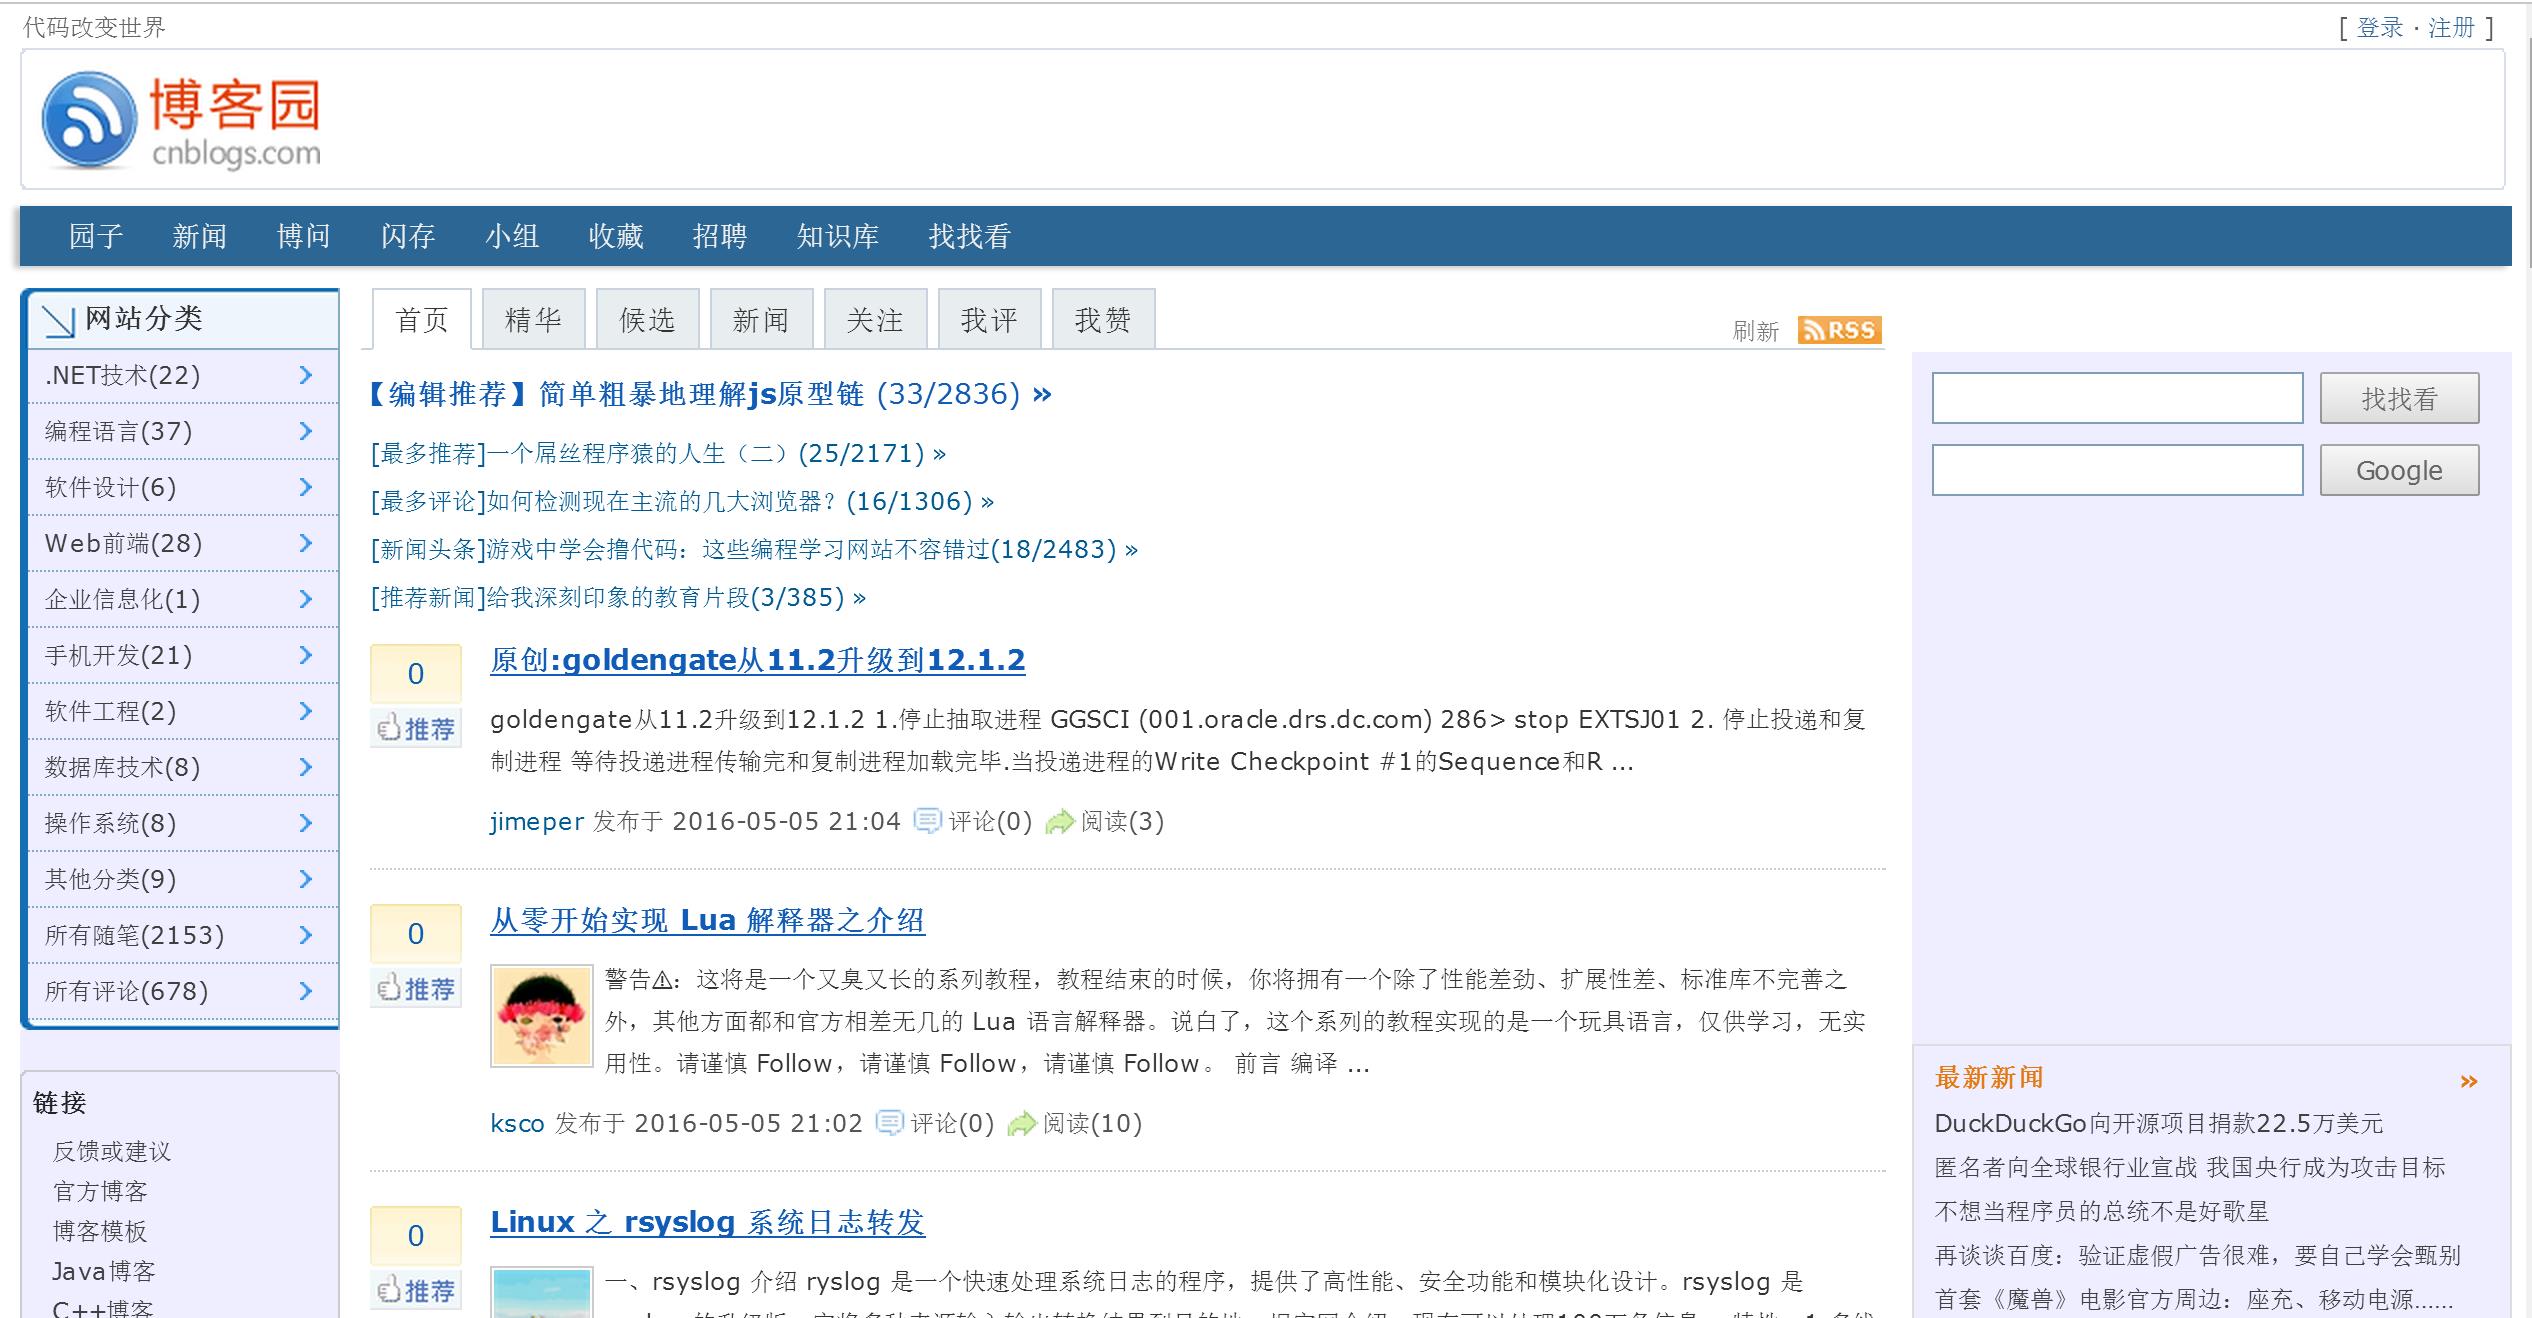 代码改变世界
[ 登录 · 注册 ]
博客园
cnblogs.com
园子 新闻 博问 闪存 小组 收藏 招聘 知识库 找找看
网站分类
.NET技术(22)
编程语言(37)
软件设计(6)
Web前端(28)
企业信息化(1)
手机开发(21)
软件工程(2)
数据库技术(8)
操作系统(8)
其他分类(9)
所有随笔(2153)
所有评论(678)
链接
反馈或建议
官方博客
博客模板
Java博客
C++博客
首页 精华 候选 新闻 关注 我评 我赞
刷新 RSS
【编辑推荐】简单粗暴地理解js原型链 (33/2836) »
[最多推荐]一个屌丝程序猿的人生（二）(25/2171) »
[最多评论]如何检测现在主流的几大浏览器？(16/1306) »
[新闻头条]游戏中学会撸代码：这些编程学习网站不容错过(18/2483) »
[推荐新闻]给我深刻印象的教育片段(3/385) »
0
推荐
原创:goldengate从11.2升级到12.1.2
goldengate从11.2升级到12.1.2 1.停止抽取进程 GGSCI (001.oracle.drs.dc.com) 286> stop EXTSJ01 2. 停止投递和复
制进程 等待投递进程传输完和复制进程加载完毕.当投递进程的Write Checkpoint #1的Sequence和R ...
jimeper 发布于 2016-05-05 21:04 评论(0) 阅读(3)
0
推荐
从零开始实现 Lua 解释器之介绍
警告⚠：这将是一个又臭又长的系列教程，教程结束的时候，你将拥有一个除了性能差劲、扩展性差、标准库不完善之
外，其他方面都和官方相差无几的 Lua 语言解释器。说白了，这个系列的教程实现的是一个玩具语言，仅供学习，无实
用性。请谨慎 Follow，请谨慎 Follow，请谨慎 Follow。 前言 编译 ...
ksco 发布于 2016-05-05 21:02 评论(0) 阅读(10)
0
推荐
Linux 之 rsyslog 系统日志转发
一、rsyslog 介绍 ryslog 是一个快速处理系统日志的程序，提供了高性能、安全功能和模块化设计。rsyslog 是
找找看
Google
最新新闻 »
DuckDuckGo向开源项目捐款22.5万美元
匿名者向全球银行业宣战 我国央行成为攻击目标
不想当程序员的总统不是好歌星
再谈谈百度：验证虚假广告很难，要自己学会甄别
首套《魔兽》电影官方周边：座充、移动电源......